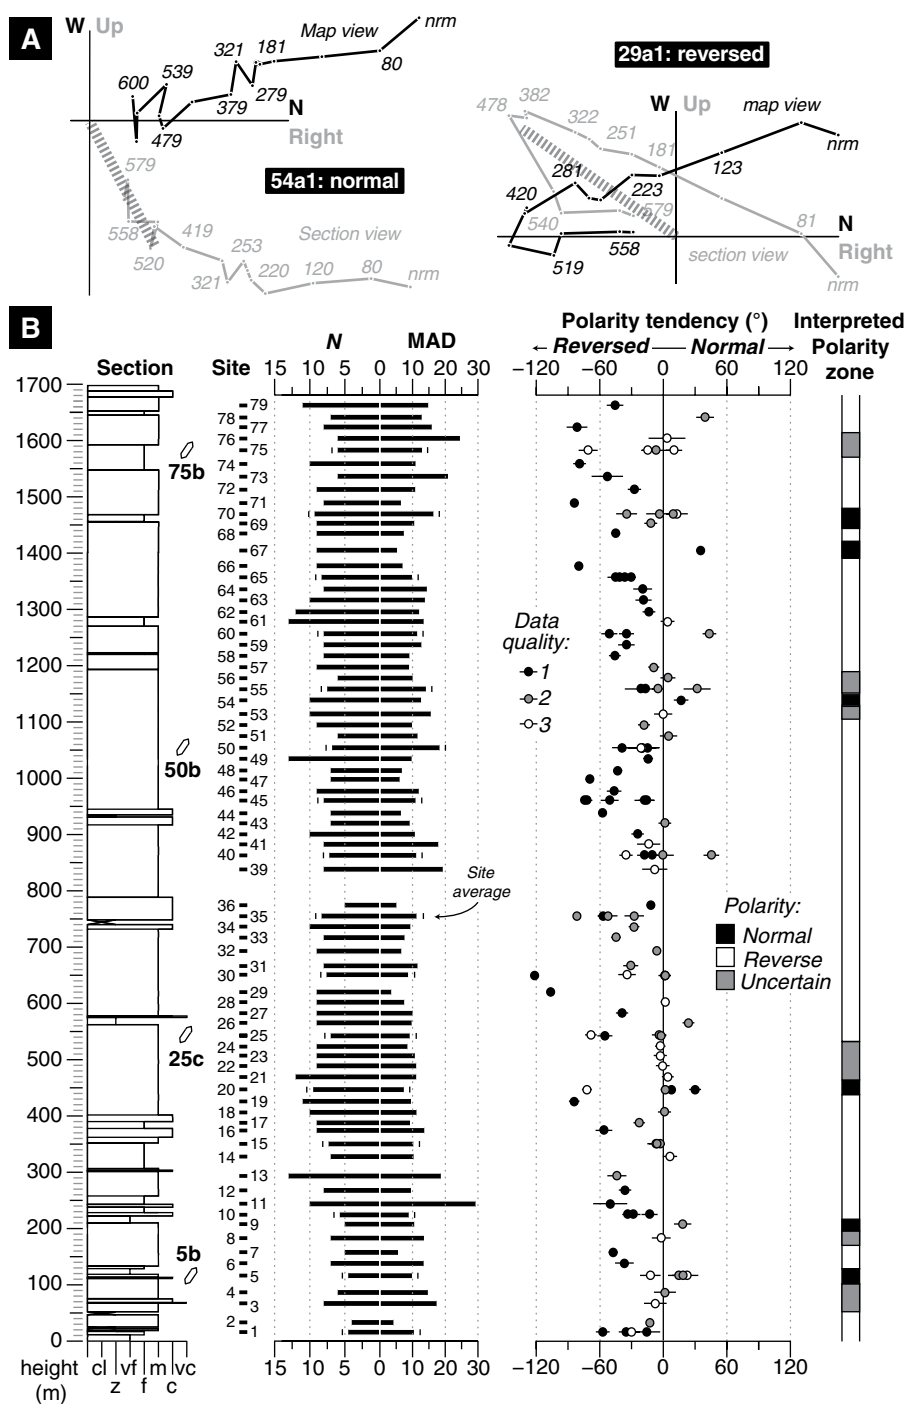 A
W Up
Map view
nrm
600
539
321
181
80
279
379
479
N
Right
54a1: normal
579
558
520
419
321
253
220
120
80
nrm
Section view
29a1: reversed
W Up
map view
nrm
478
382
322
251
181
123
281
223
420
540
579
519
558
81
N
Right
section view
nrm
B
Section
Site
N
MAD
Polarity tendency (°)
←Reversed Normal→
Interpreted
Polarity
zone
15 10 5 0 10 20 30
−120 −60 0 60 120
1700
1600
1500
1400
1300
1200
1100
1000
900
800
700
600
500
400
300
200
100
0
75b
50b
25c
5b
79
78
77
76
75
74
73
72
71
70
69
68
67
66
65
64
63
62
61
60
59
58
57
56
55
54
53
52
51
50
49
48
47
46
45
44
43
42
41
40
39
36
35
34
33
32
31
30
29
28
27
26
25
24
23
22
21
20
19
18
17
16
15
14
13
12
11
10
9
8
7
6
5
4
3
2
1
Site
average
Data
quality:
1
2
3
Polarity:
Normal
Reverse
Uncertain
height
(m)
cl vf m vc
z f c
15 10 5 0 10 20 30
−120 −60 0 60 120